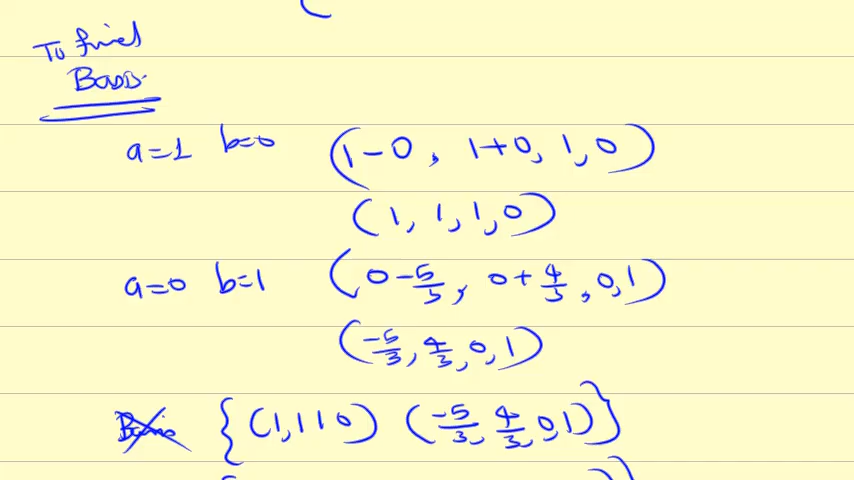 To find
Basis
a=1 b=0 (1-0, 1+0, 1, 0)
(1, 1, 1, 0)
a=0 b=1 (0-5/3, 0+4/3, 0, 1)
(-5/3, 4/3, 0, 1)
{(1, 1 1 0) (-5/3, 4/3, 0, 1)}